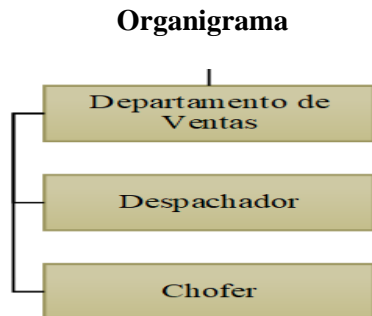 Organigrama
Departamento de
Ventas
Despachador
Chofer